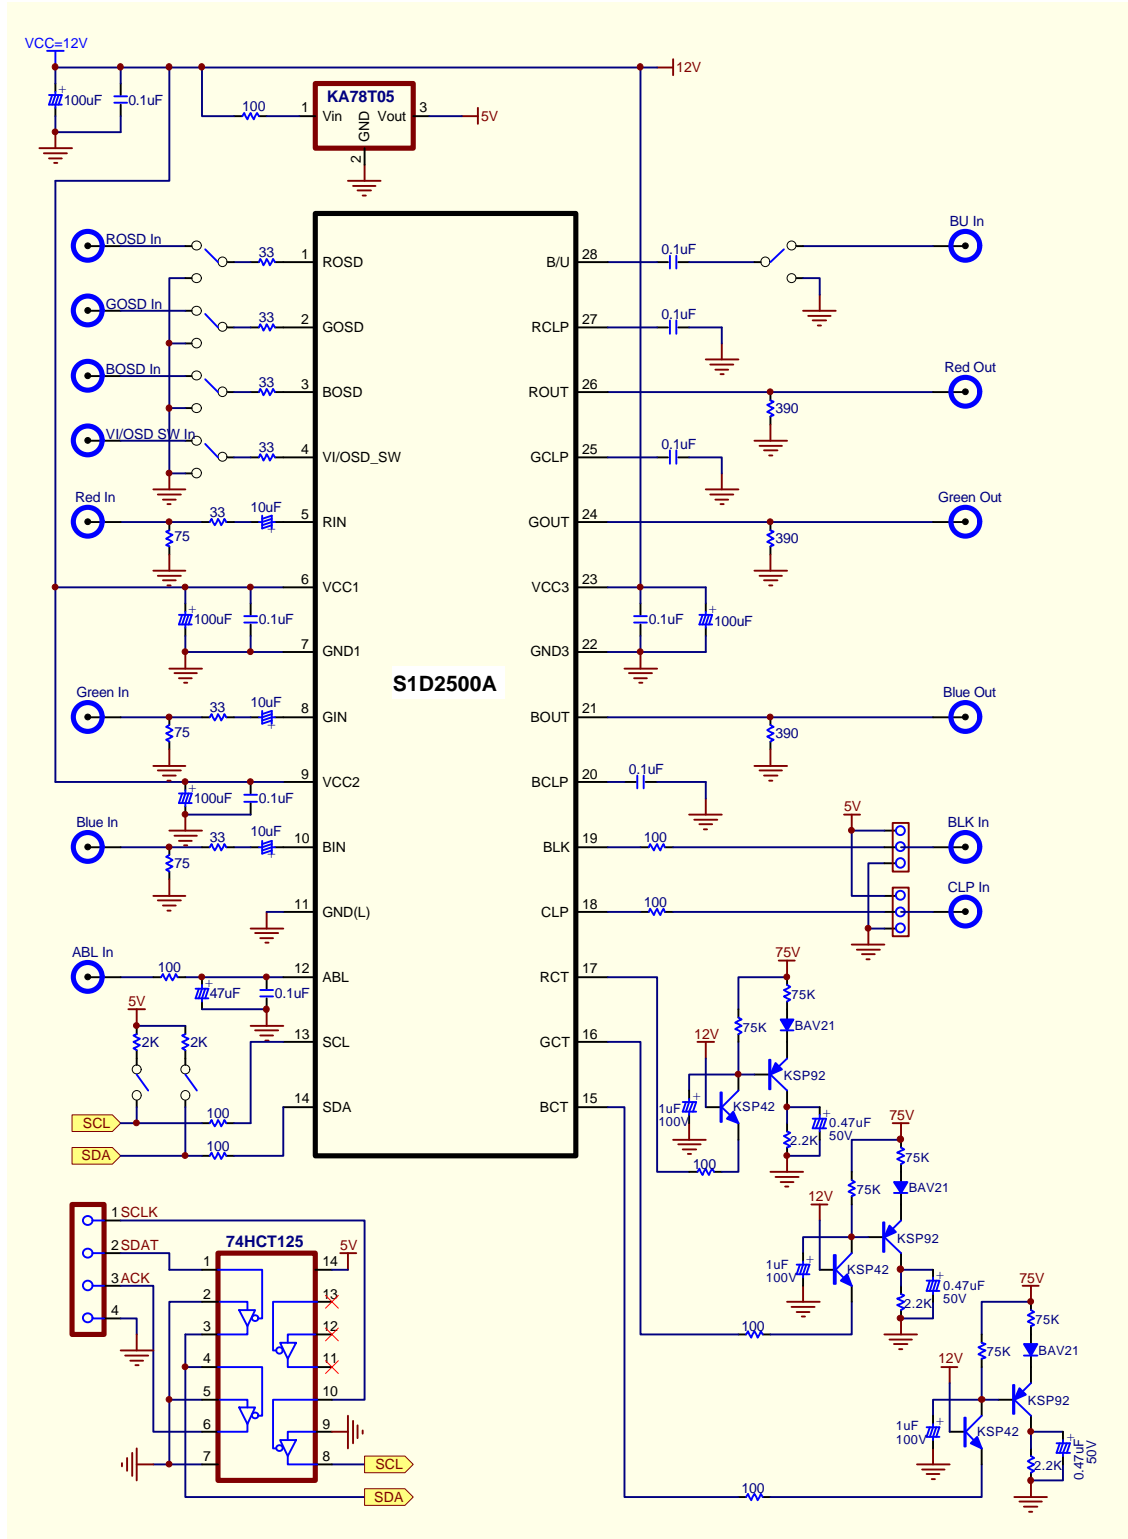 VCC=12V
12V
100uF
0.1uF
100
1
Vin
KA78T05
GND
Vout
3
5V
2
ROSD In
33
1
ROSD
B/U
28
0.1uF
BU In
GOSD In
33
2
GOSD
RCLP
27
0.1uF
BOSD In
33
3
BOSD
ROUT
26
390
Red Out
VI/OSD SW In
33
4
VI/OSD_SW
GCLP
25
0.1uF
Red In
75
33
10uF
+
5
RIN
GOUT
24
390
Green Out
6
VCC1
VCC3
23
+
100uF
0.1uF
0.1uF
+
100uF
7
GND1
GND3
22
S1D2500A
Green In
75
33
10uF
+
8
GIN
BOUT
21
390
Blue Out
9
VCC2
BCLP
20
0.1uF
+
100uF
0.1uF
5V
Blue In
75
33
10uF
+
10
BIN
BLK
19
100
BLK In
11
GND(L)
CLP
18
100
CLP In
ABL In
100
+
47uF
0.1uF
12
ABL
RCT
17
75V
75K
75K
BAV21
5V
2K
2K
13
SCL
GCT
16
12V
KSP92
1uF
100V
+
KSP42
14
SDA
BCT
15
+
0.47uF
50V
2.2K
SCL
100
SDA
100
100
75V
75K
75K
BAV21
12V
KSP92
1uF
100V
+
KSP42
+
0.47uF
50V
2.2K
100
75V
75K
75K
BAV21
12V
KSP92
1uF
100V
+
KSP42
+
0.47uF
50V
2.2K
100
1
SCLK
2
SDAT
3
ACK
4
74HCT125
5V
1
14
2
13
3
12
4
11
5
10
6
9
7
8
SCL
SDA